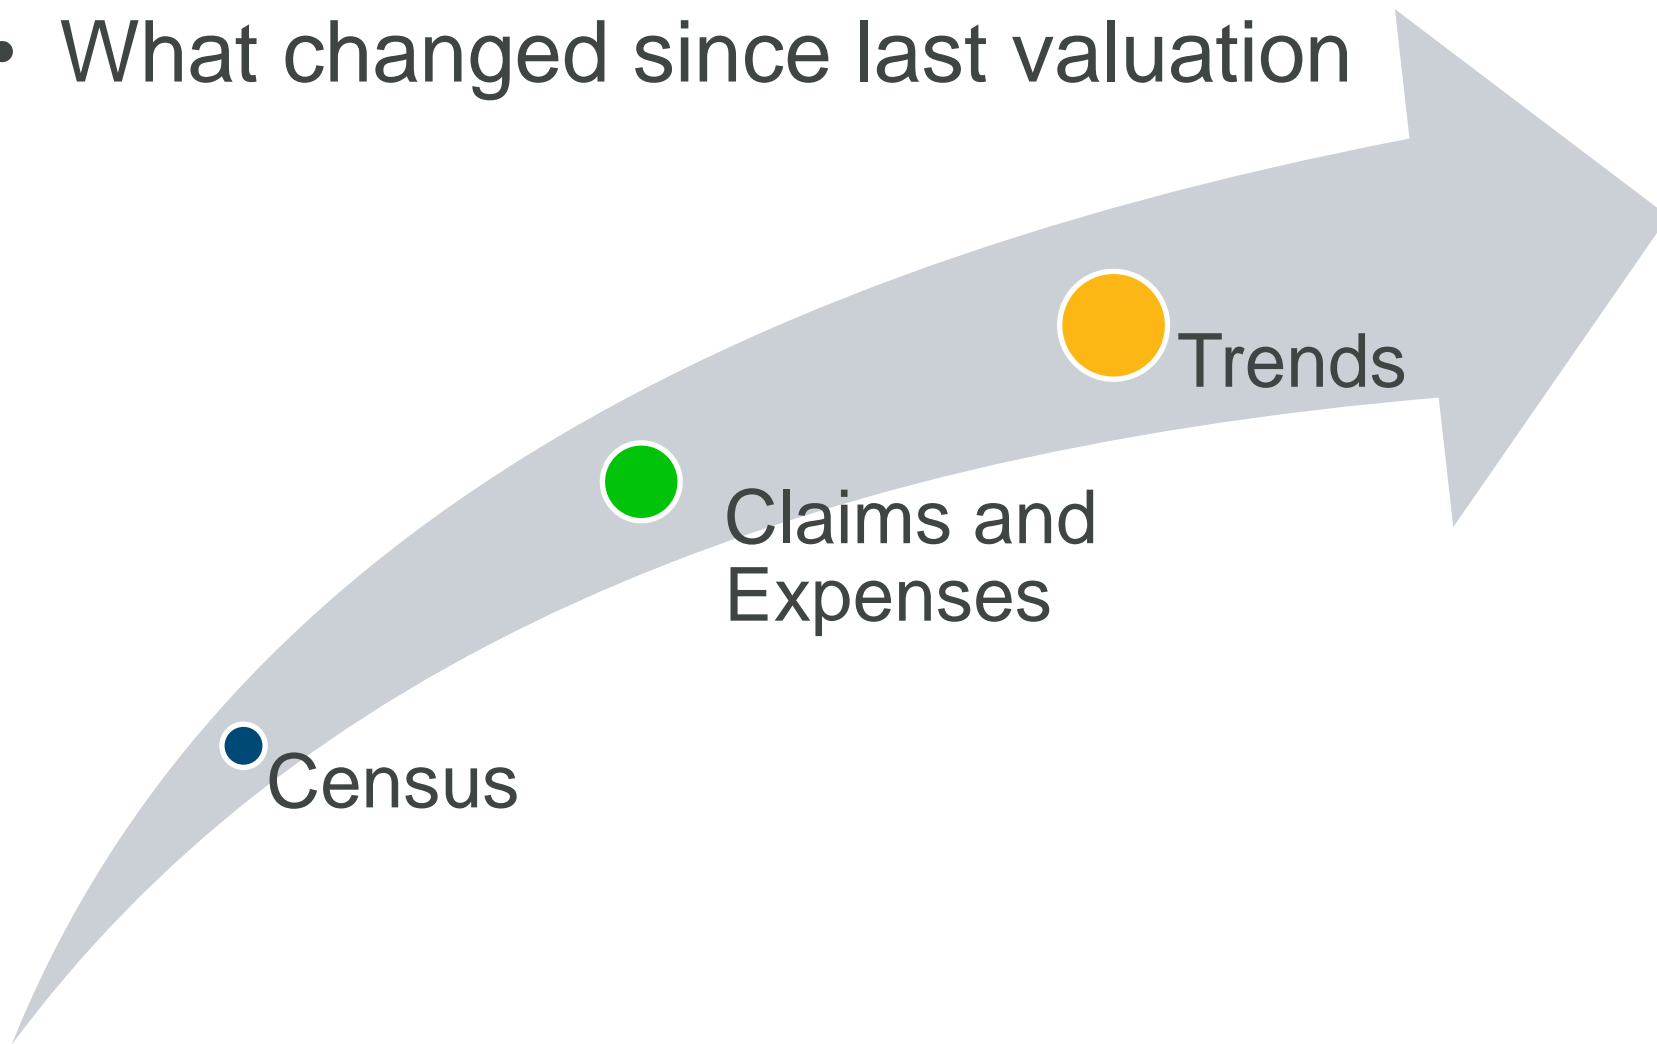 • What changed since last valuation
Trends
Claims and
Expenses
Census